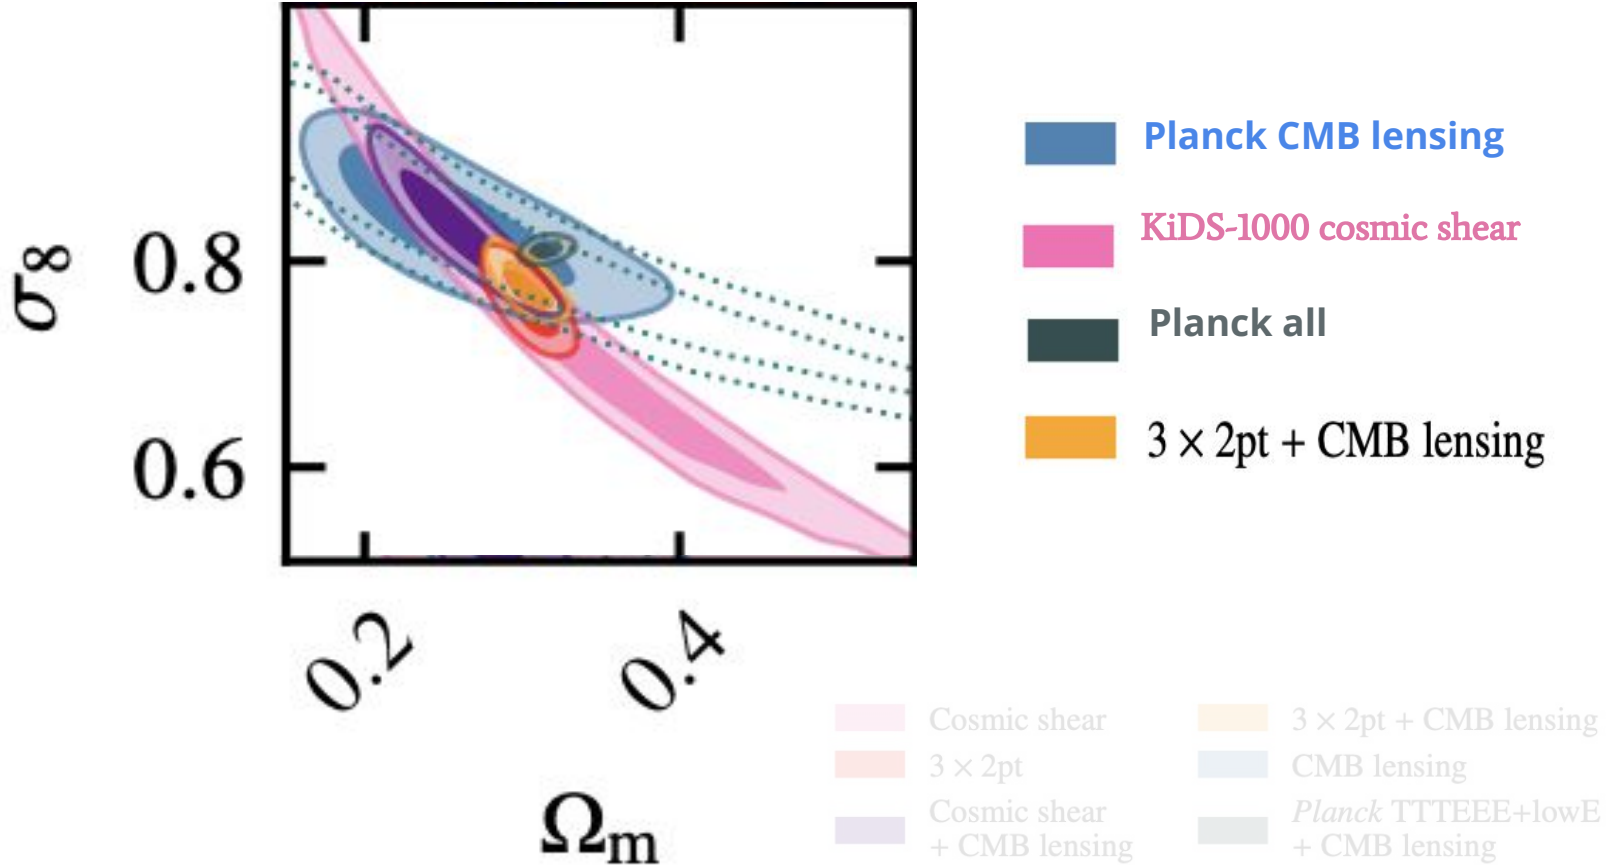 σ8
0.8
0.6
0.2
0.4
Ωm
Planck CMB lensing
KiDS-1000 cosmic shear
Planck all
3 × 2pt + CMB lensing
Cosmic shear
3 × 2pt
Cosmic shear
+ CMB lensing
3 × 2pt + CMB lensing
CMB lensing
Planck TTTEEE+lowE
+ CMB lensing